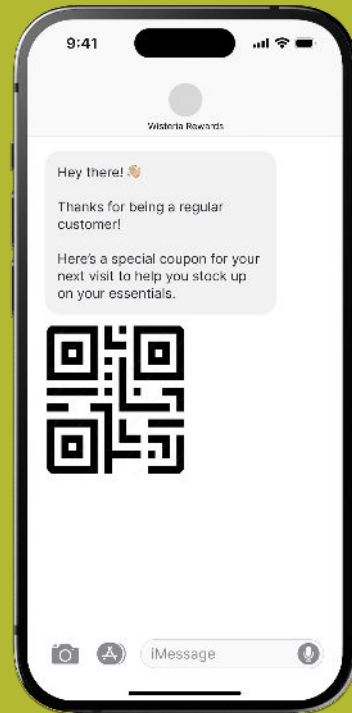 9:41
Wisteria Rewards
Hey there! 👋🏼
Thanks for being a regular
customer!
Here's a special coupon for your
next visit to help you stock up
on your essentials.
iMessage